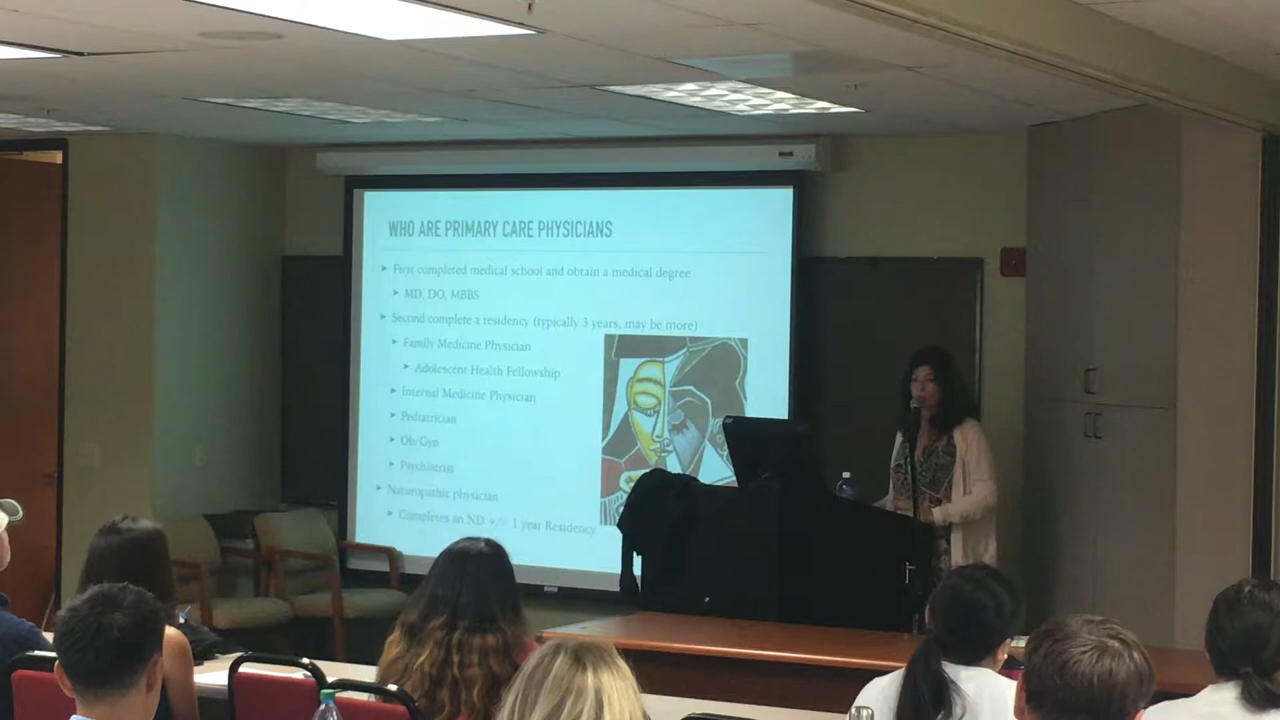 WHO ARE PRIMARY CARE PHYSICIANS
➤ First completed medical school and obtain a medical degree
➤ MD, DO, MBBS
➤ Second complete a residency (typically 3 years, may be more)
➤ Family Medicine Physician
➤ Adolescent Health Fellowship
➤ Internal Medicine Physician
➤ Pediatrician
➤ Ob/Gyn
➤ Psychiatrist
➤ Naturopathic physician
➤ Completes an ND +/- 1 year Residency